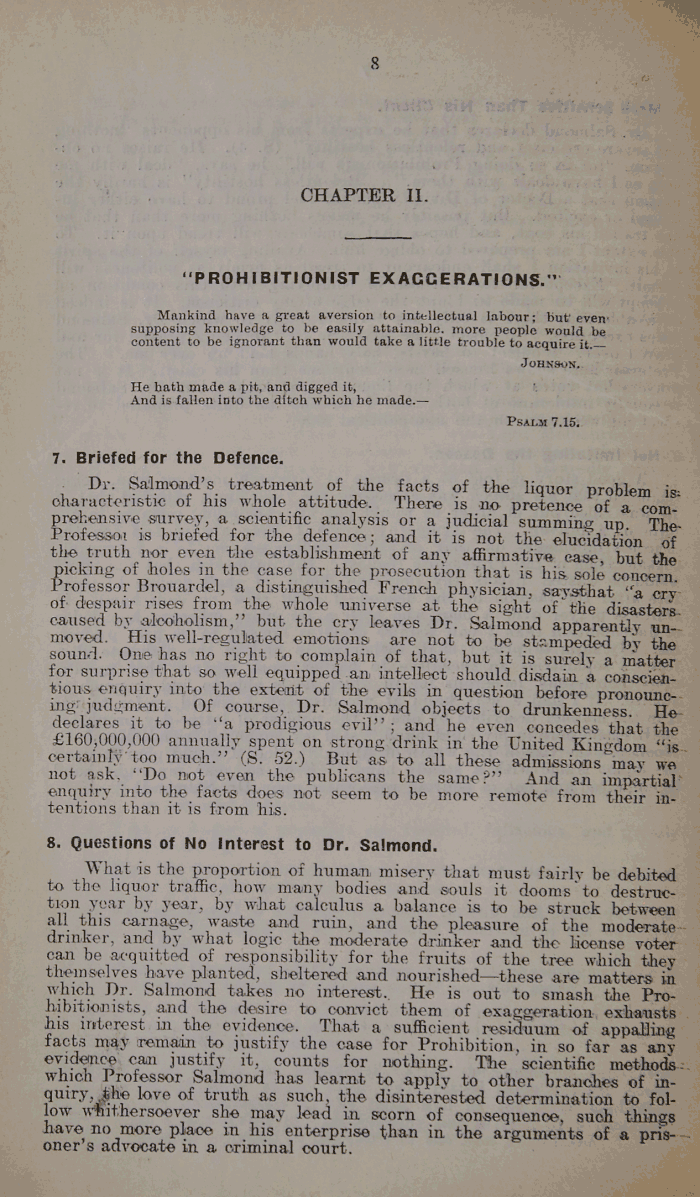 8
CHAPTER II.
"PROHIBITIONIST EXAGGERATIONS."
Mankind have a great aversion to intellectual labour; but even
supposing knowledge to be easily attainable, more people would be
content to be ignorant than would take a little trouble to acquire it.—
JOHNSON.
He hath made a pit, and digged it,
And is fallen into the ditch which he made.—
PSALM 7.15.
7. Briefed for the Defence.
Dr. Salmond's treatment of the facts of the liquor problem is
characteristic of his whole attitude. There is no pretence of a com-
prehensive survey, a scientific analysis or a judicial summing up. The
Professor is briefed for the defence; and it is not the elucidation of
the truth nor even the establishment of any affirmative case, but the
picking of holes in the case for the prosecution that is his sole concern.
Professor Brouardel, a distinguished French physician, saysthat "a cry
of despair rises from the whole universe at the sight of the disasters
caused by alcoholism," but the cry leaves Dr. Salmond apparently un-
moved. His well-regulated emotions are not to be stampeded by the
sound. One has no right to complain of that, but it is surely a matter
for surprise that so well equipped an intellect should disdain a conscien-
tious enquiry into the extent of the evils in question before pronounc-
ing judgment. Of course, Dr. Salmond objects to drunkenness. He
declares it to be "a prodigious evil"; and he even concedes that the
£160,000,000 annually spent on strong drink in the United Kingdom "is
certainly too much." (S. 52.) But as to all these admissions may we
not ask, "Do not even the publicans the same?" And an impartial
enquiry into the facts does not seem to be more remote from their in-
tentions than it is from his.
8. Questions of No Interest to Dr. Salmond.
What is the proportion of human misery that must fairly be debited
to the liquor traffic, how many bodies and souls it dooms to destruc-
tion year by year, by what calculus a balance is to be struck between
all this carnage, waste and ruin, and the pleasure of the moderate
drinker, and by what logic the moderate drinker and the license voter
can be acquitted of responsibility for the fruits of the tree which they
themselves have planted, sheltered and nourished—these are matters in
which Dr. Salmond takes no interest. He is out to smash the Pro-
hibitionists, and the desire to convict them of exaggeration exhausts
his interest in the evidence. That a sufficient residuum of appalling
facts may remain to justify the case for Prohibition, in so far as any
evidence can justify it, counts for nothing. The scientific methods
which Professor Salmond has learnt to apply to other branches of in-
quiry, the love of truth as such, the disinterested determination to fol-
low whithersoever she may lead in scorn of consequence, such things
have no more place in his enterprise than in the arguments of a pris-
oner's advocate in a criminal court.